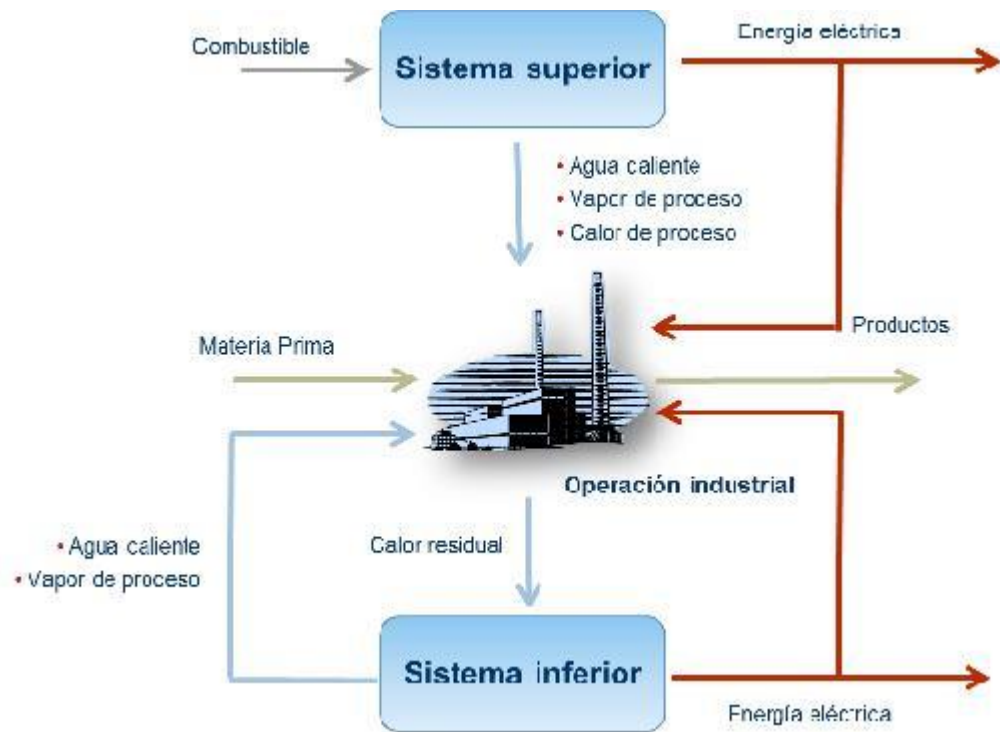 Combustible
Sistema superior
Energía eléctrica
• Agua caliente
• Vapor de proceso
• Calor de proceso
Materia Prima
Productos
Operación industrial
• Agua caliente
• Vapor de proceso
Calor residual
Sistema inferior
Energía eléctrica